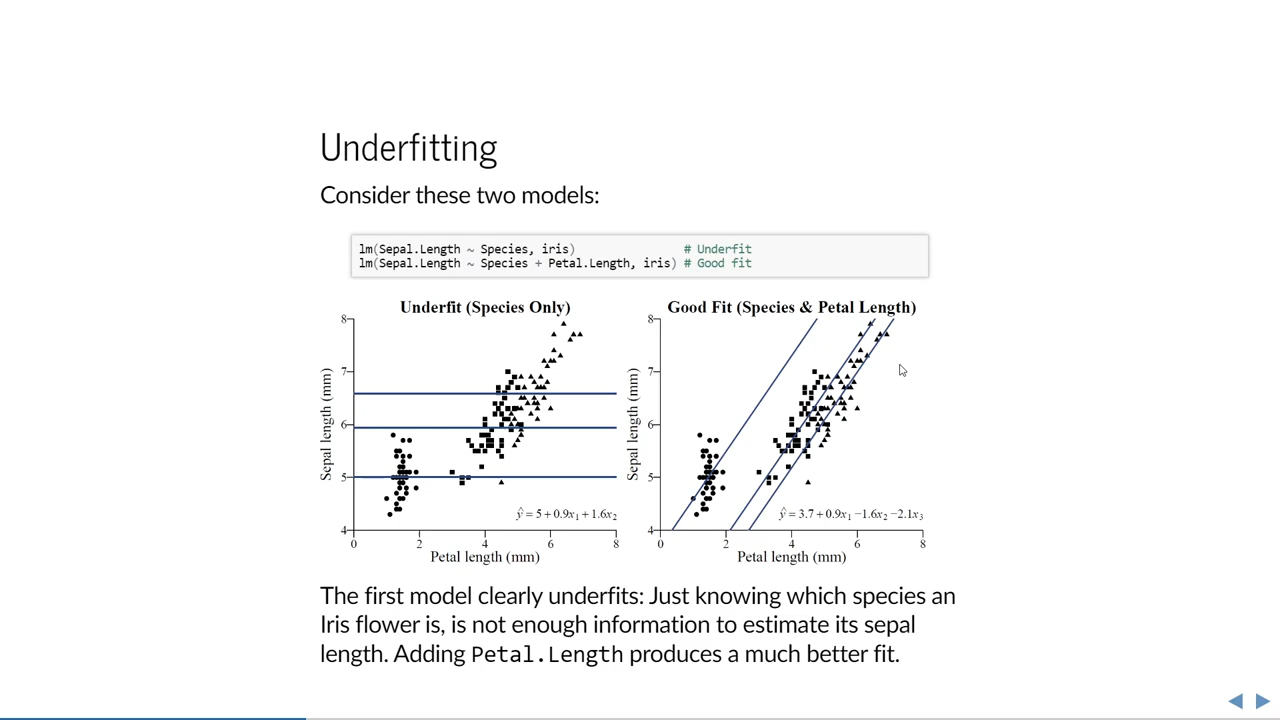 Underfitting
Consider these two models:
lm(Sepal.Length ~ Species, iris) # Underfit
lm(Sepal.Length ~ Species + Petal.Length, iris) # Good fit
Underfit (Species Only)
8
7
6
5
4
Sepal length (mm)
ŷ = 5 + 0.9x₁ + 1.6x₂
0 2 4 6 8
Petal length (mm)
Good Fit (Species & Petal Length)
8
7
6
5
4
Sepal length (mm)
ŷ = 3.7 + 0.9x₁ −1.6x₂ −2.1x₃
0 2 4 6 8
Petal length (mm)
The first model clearly underfits: Just knowing which species an
Iris flower is, is not enough information to estimate its sepal
length. Adding Petal.Length produces a much better fit.